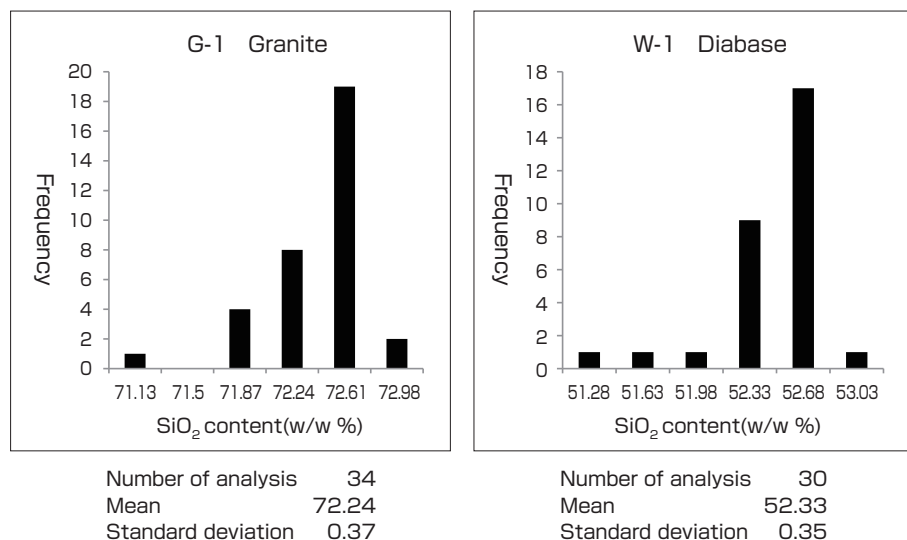 G-1 Granite
20
18
16
14
12
10
8
6
4
2
0
Frequency
71.13 71.5 71.87 72.24 72.61 72.98
SiO2 content(w/w %)
Number of analysis 34
Mean 72.24
Standard deviation 0.37
W-1 Diabase
18
16
14
12
10
8
6
4
2
0
Frequency
51.28 51.63 51.98 52.33 52.68 53.03
SiO2 content(w/w %)
Number of analysis 30
Mean 52.33
Standard deviation 0.35